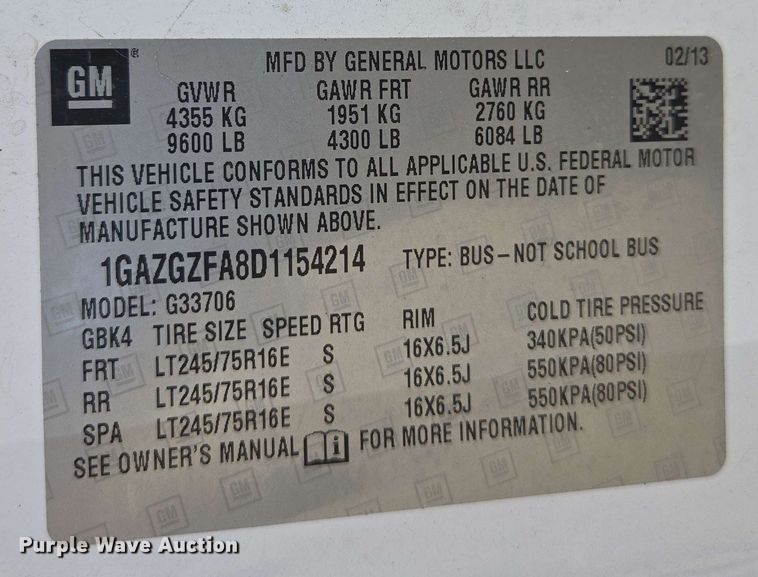 GM
®
MFD BY GENERAL MOTORS LLC 02/13
GVWR GAWR FRT GAWR RR
4355 KG 1951 KG 2760 KG
9600 LB 4300 LB 6084 LB
THIS VEHICLE CONFORMS TO ALL APPLICABLE U.S. FEDERAL MOTOR
VEHICLE SAFETY STANDARDS IN EFFECT ON THE DATE OF
MANUFACTURE SHOWN ABOVE.
1GAZGZFA8D1154214 TYPE: BUS–NOT SCHOOL BUS
MODEL: G33706
GBK4 TIRE SIZE SPEED RTG RIM COLD TIRE PRESSURE
FRT LT245/75R16E S 16X6.5J 340KPA(50PSI)
RR LT245/75R16E S 16X6.5J 550KPA(80PSI)
SPA LT245/75R16E S 16X6.5J 550KPA(80PSI)
SEE OWNER'S MANUAL i FOR MORE INFORMATION.
Purple Wave Auction